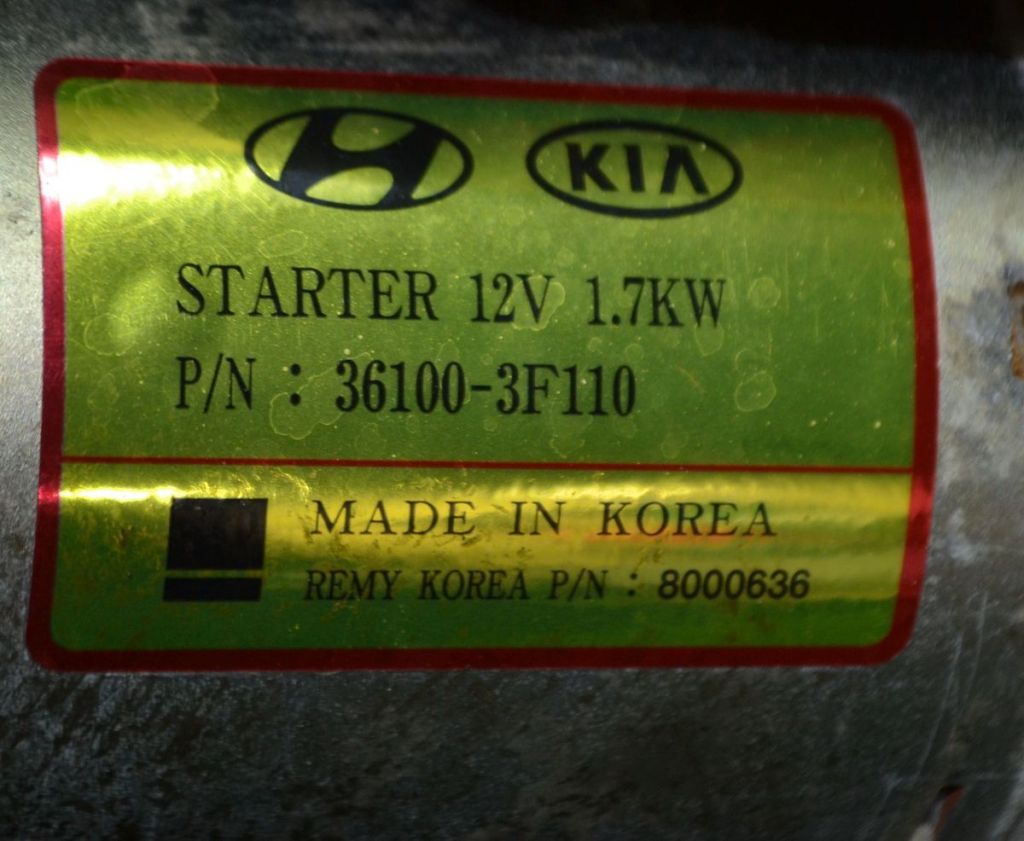 KIA
STARTER 12V 1.7KW
P/N : 36100-3F110
MADE IN KOREA
REMY KOREA P/N : 8000636